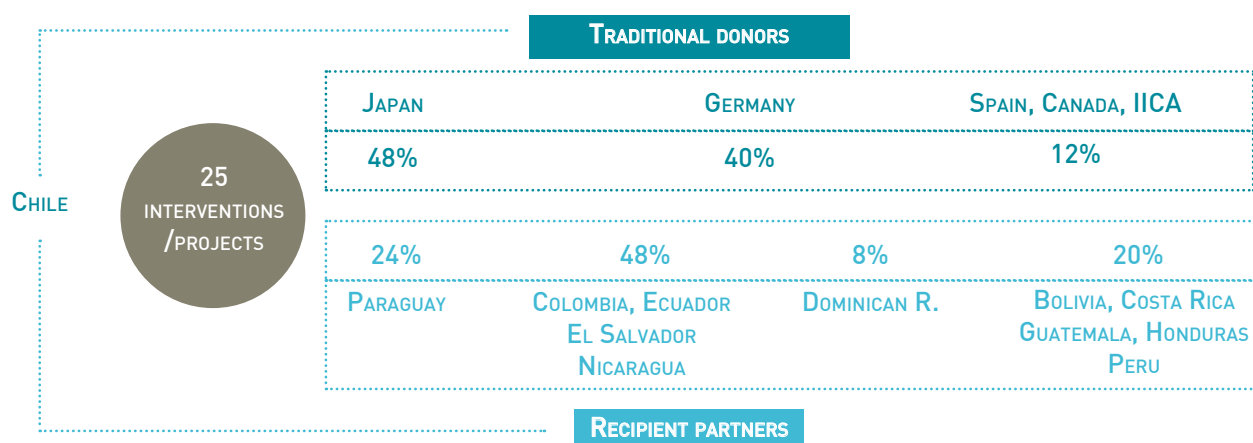 Traditional donors
Japan Germany Spain, Canada, IICA
48% 40% 12%
Chile
25
interventions
/projects
24% 48% 8% 20%
Paraguay Colombia, Ecuador Dominican R. Bolivia, Costa Rica
El Salvador Guatemala, Honduras
Nicaragua Peru
Recipient partners